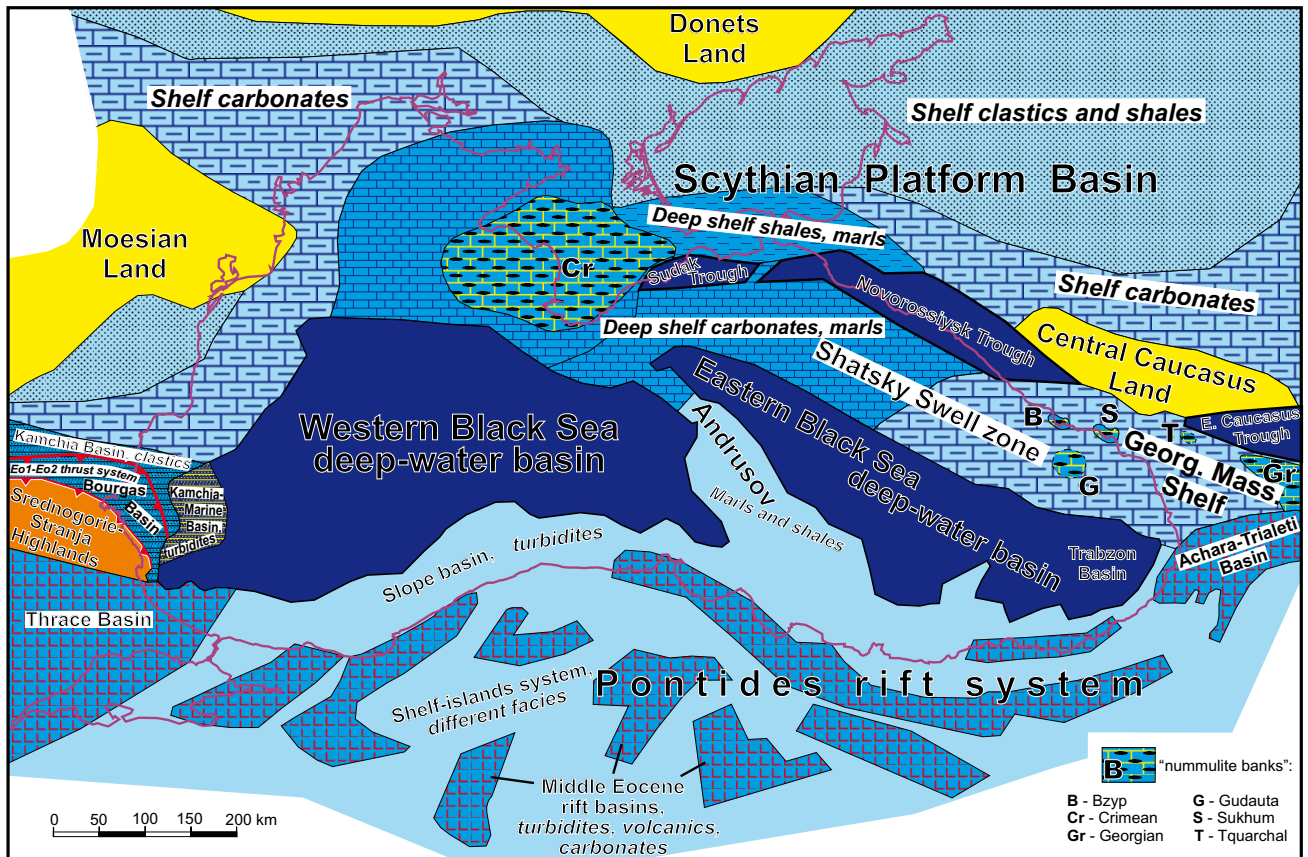 Donets
Land
Shelf carbonates
Shelf clastics and shales
Scythian Platform Basin
Moesian
Land
Deep shelf shales, marls
Cr
Sudak
Trough
Novorossiysk Trough
Shelf carbonates
Deep shelf carbonates, marls
Central Caucasus
Land
Shatsky Swell zone
Eastern Black Sea
deep-water basin
Andrusov
Marls and shales
Western Black Sea
deep-water basin
B
S
T
G
Gr
E. Caucasus
Trough
Georg. Mass.
Shelf
Kamchia Basin, clastics
Eo1-Eo2 thrust system
Bourgas
Basin
Kamchia-
Marine
Basin,
turbidites
Srednogorie-
Stranja
Highlands
Trabzon
Basin
Achara-Trialeti
Basin
Slope basin, turbidites
Thrace Basin
Shelf-islands system,
different facies
Pontides rift system
Middle Eocene
rift basins,
turbidites, volcanics,
carbonates
0 50 100 150 200 km
B "nummulite banks":
B - Bzyp
Cr - Crimean
Gr - Georgian
G - Gudauta
S - Sukhum
T - Tquarchal